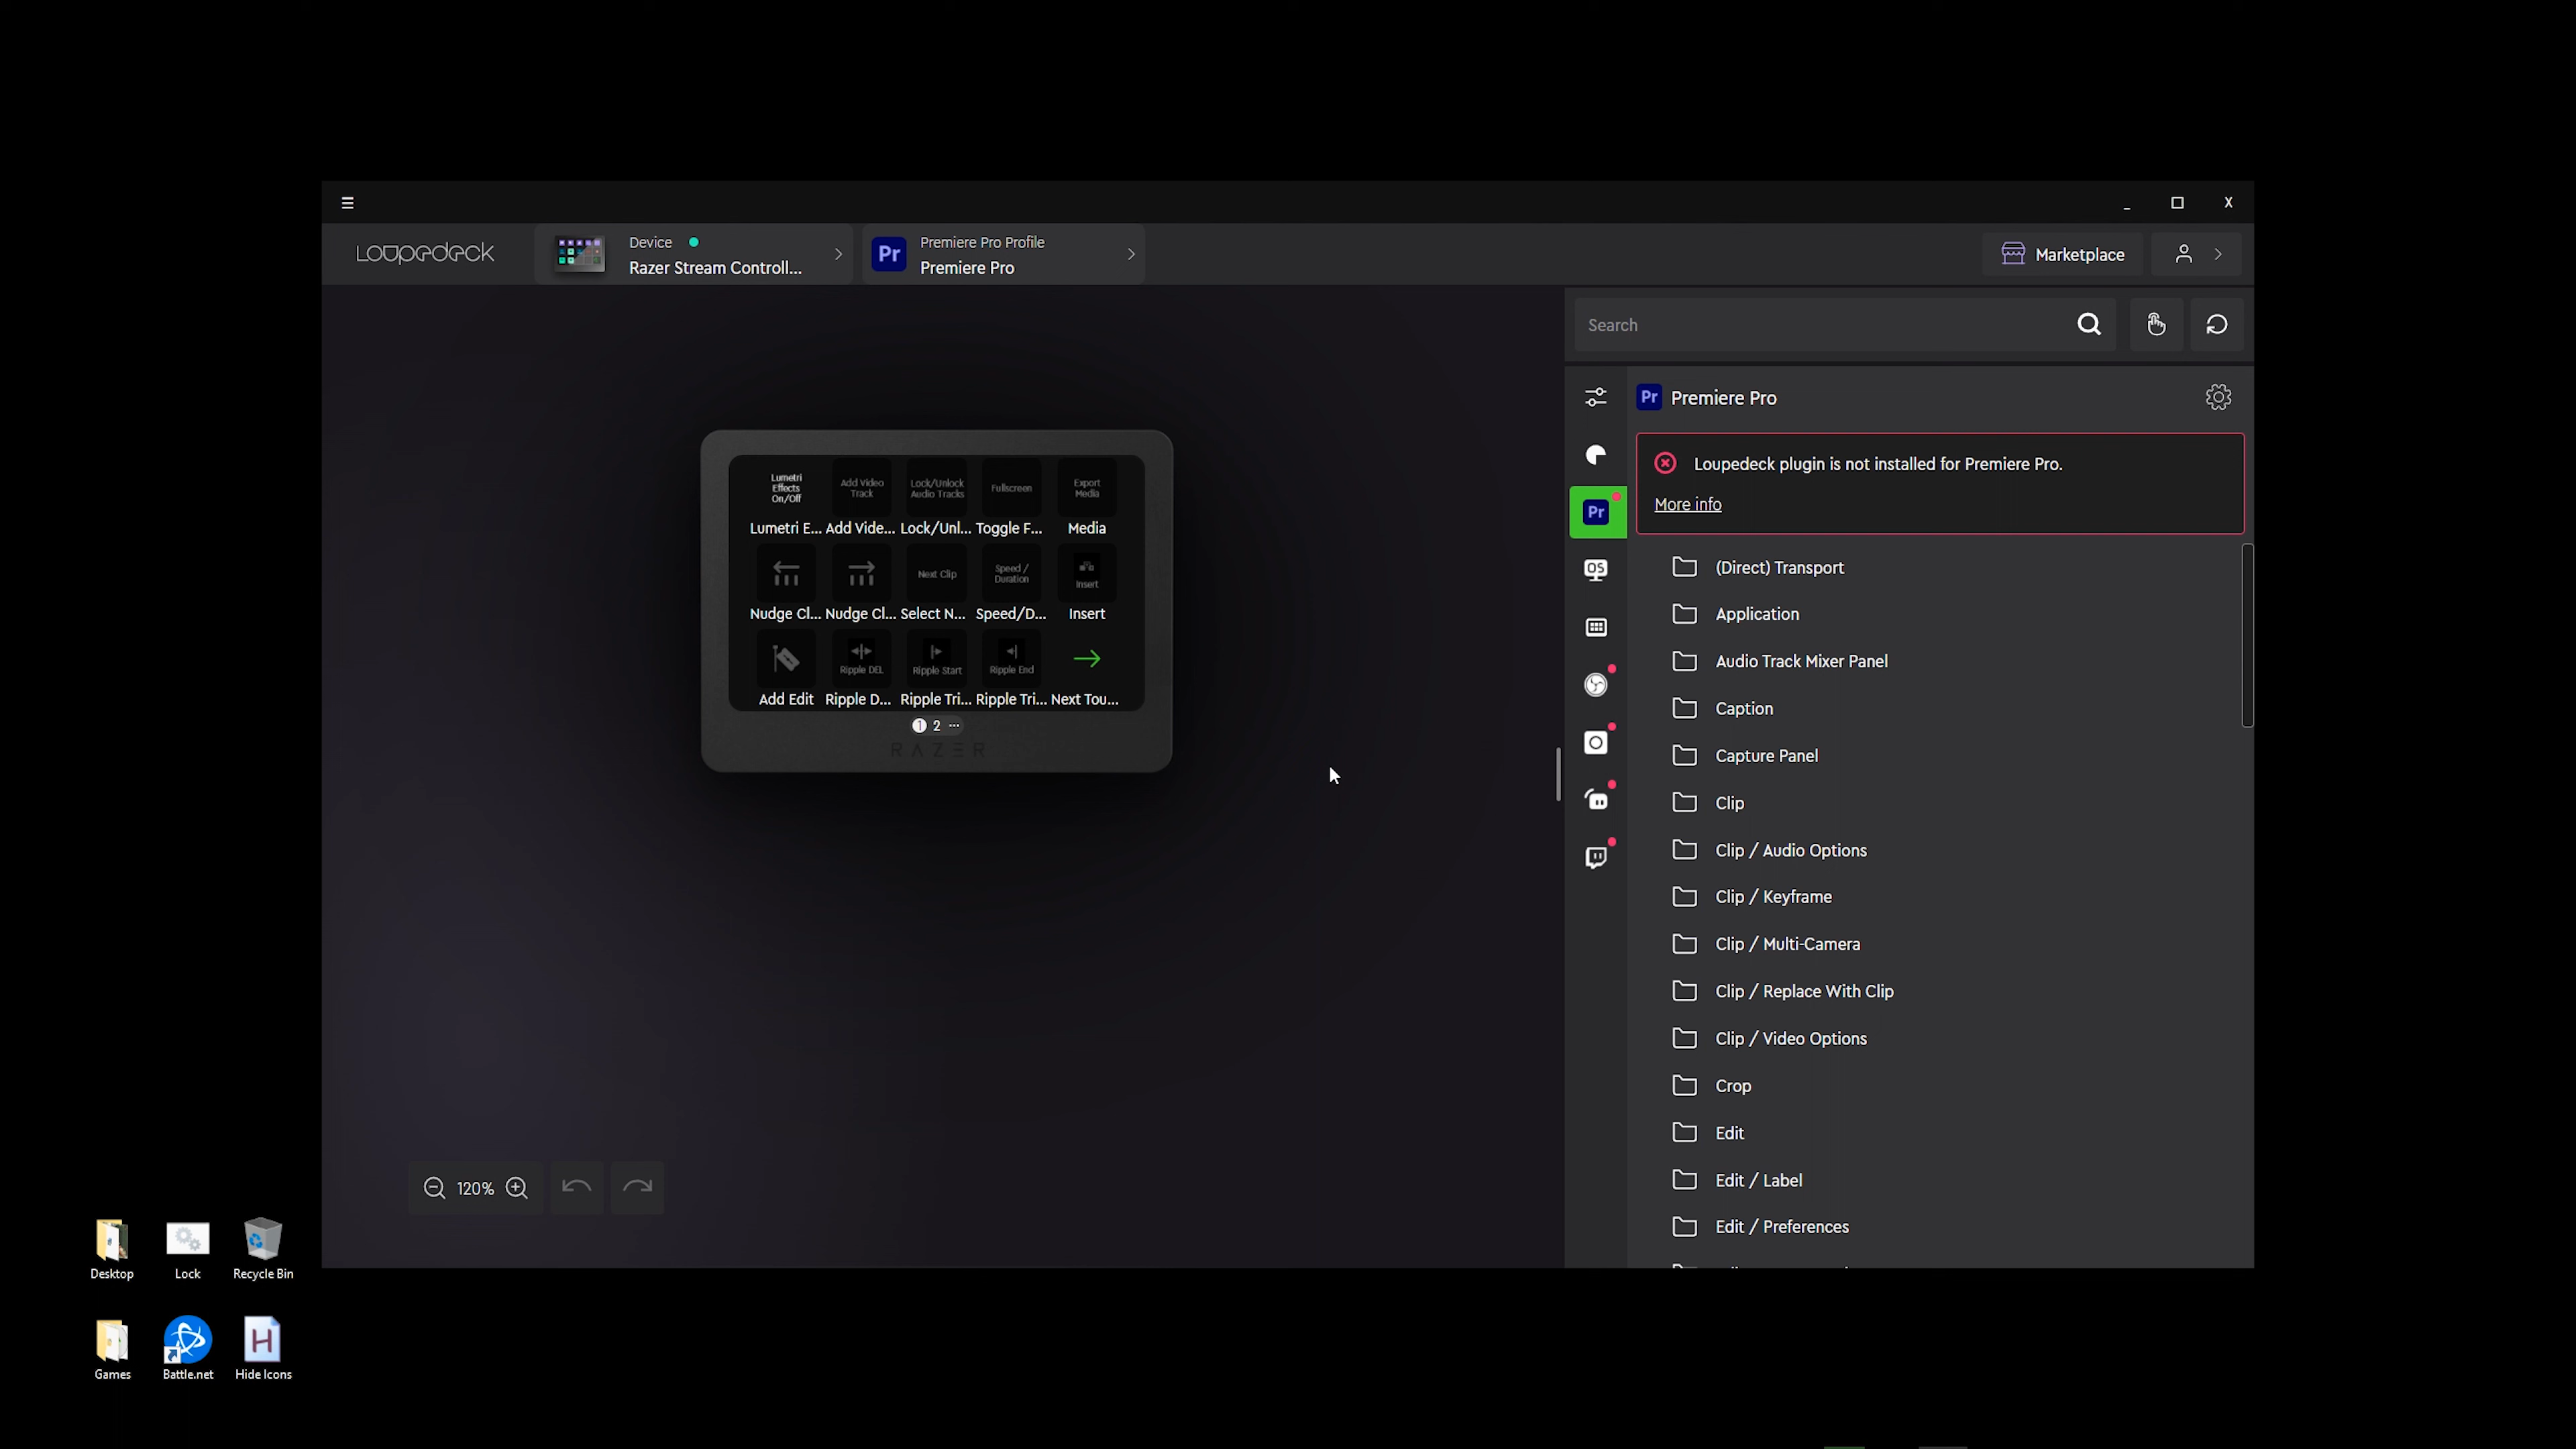 Device
Razer Stream Controll...
Premiere Pro Profile
Premiere Pro
LOUPEDECK
Marketplace
Search
Pr Premiere Pro
Loupedeck plugin is not installed for Premiere Pro.
More info
Lumetri Effects On/Off
Add Video Track
Lock/Unlock Audio Tracks
Fullscreen
Export Media
Lumetri E... Add Vide... Lock/Unl... Toggle F... Media
Next Clip
Speed / Duration
Insert
Nudge Cl... Nudge Cl... Select N... Speed/D... Insert
Ripple DEL
Ripple Start
Ripple End
Add Edit Ripple D... Ripple Tri... Ripple Tri... Next Tou...
1 2 ...
RAZER
(Direct) Transport
Application
Audio Track Mixer Panel
Caption
Capture Panel
Clip
Clip / Audio Options
Clip / Keyframe
Clip / Multi-Camera
Clip / Replace With Clip
Clip / Video Options
Crop
Edit
Edit / Label
Edit / Preferences
Pr
Pr
OS
120%
Desktop
Lock
Recycle Bin
Games
Battle.net
H
Hide Icons